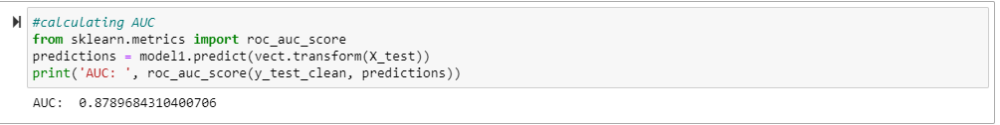 #calculating AUC
from sklearn.metrics import roc_auc_score
predictions = model1.predict(vect.transform(X_test))
print('AUC: ', roc_auc_score(y_test_clean, predictions))
AUC:  0.8789684310400706